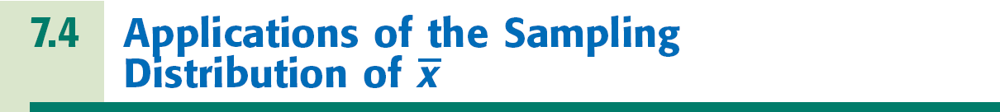 7.4 Applications of the Sampling
Distribution of x̅